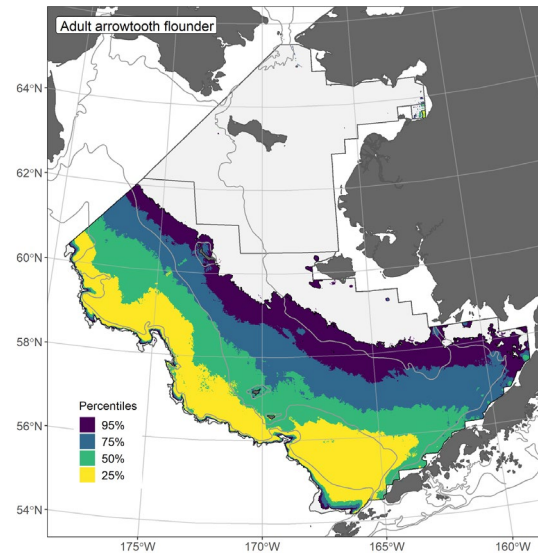 Adult arrowtooth flounder
64°N
62°N
60°N
58°N
56°N
54°N
Percentiles
95%
75%
50%
25%
175°W
170°W
165°W
160°W